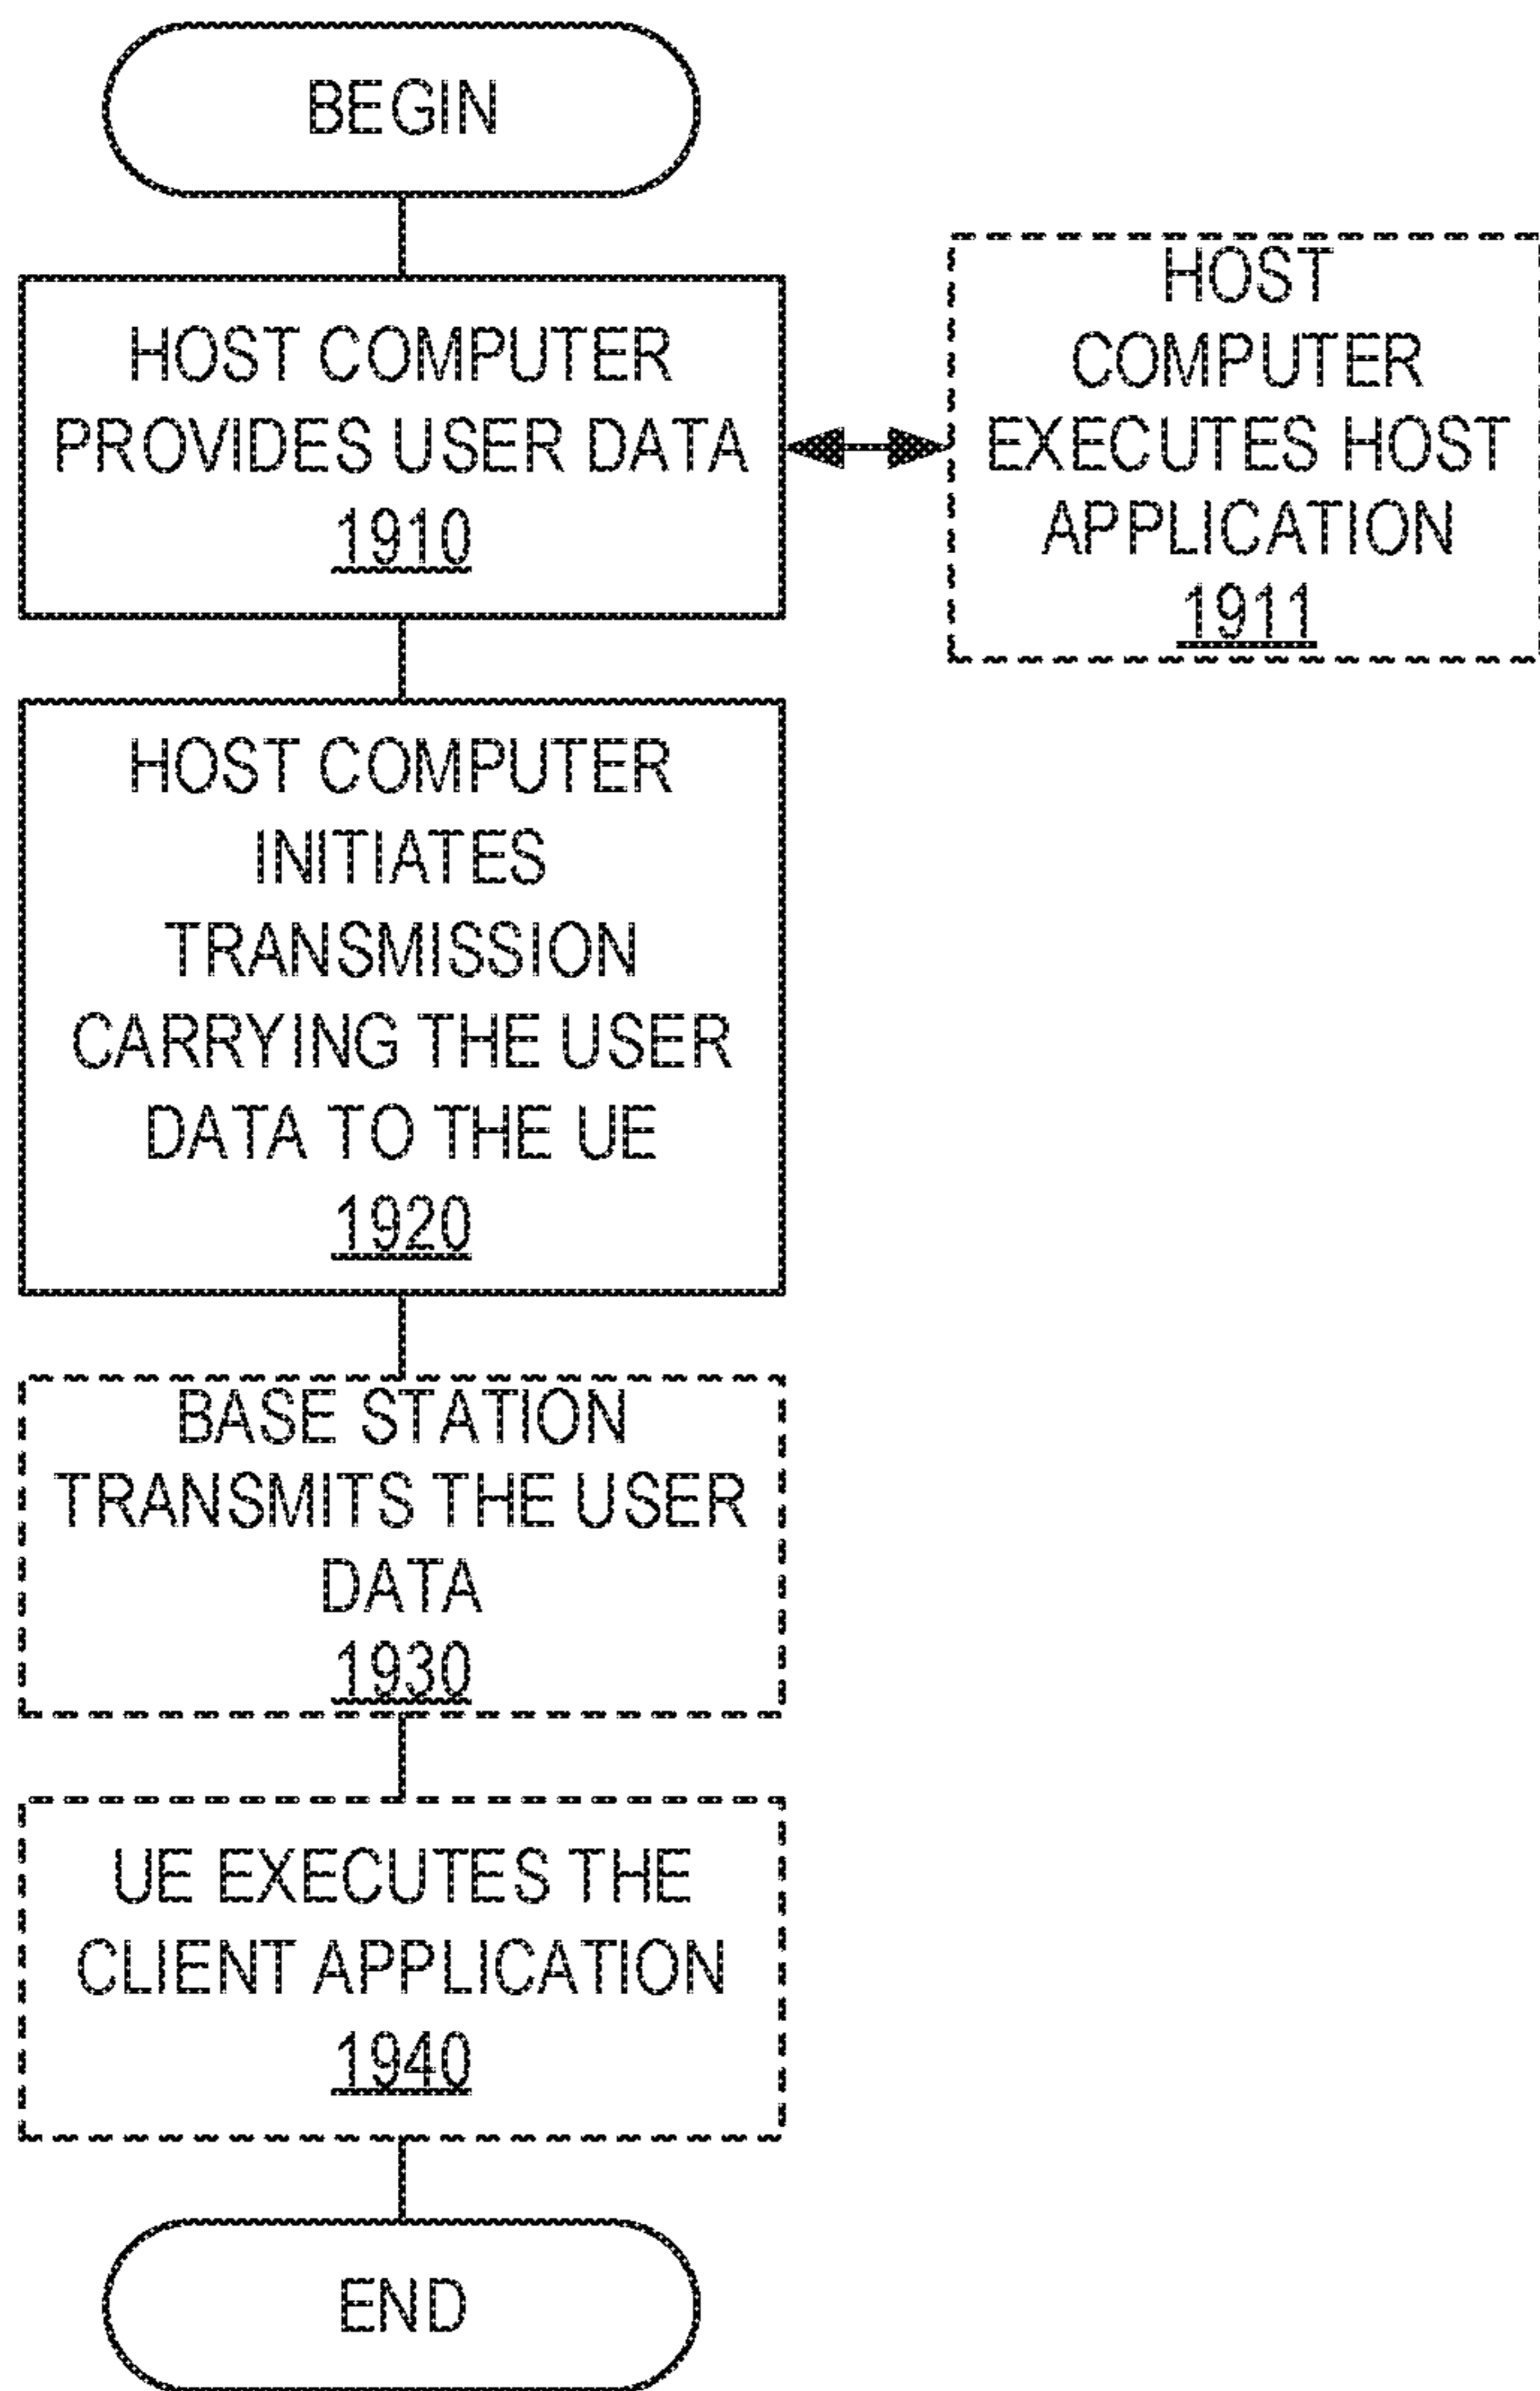 BEGIN
HOST COMPUTER
PROVIDES USER DATA
1910
HOST
COMPUTER
EXECUTES HOST
APPLICATION
1911
HOST COMPUTER
INITIATES
TRANSMISSION
CARRYING THE USER
DATA TO THE UE
1920
BASE STATION
TRANSMITS THE USER
DATA
1930
UE EXECUTES THE
CLIENT APPLICATION
1940
END